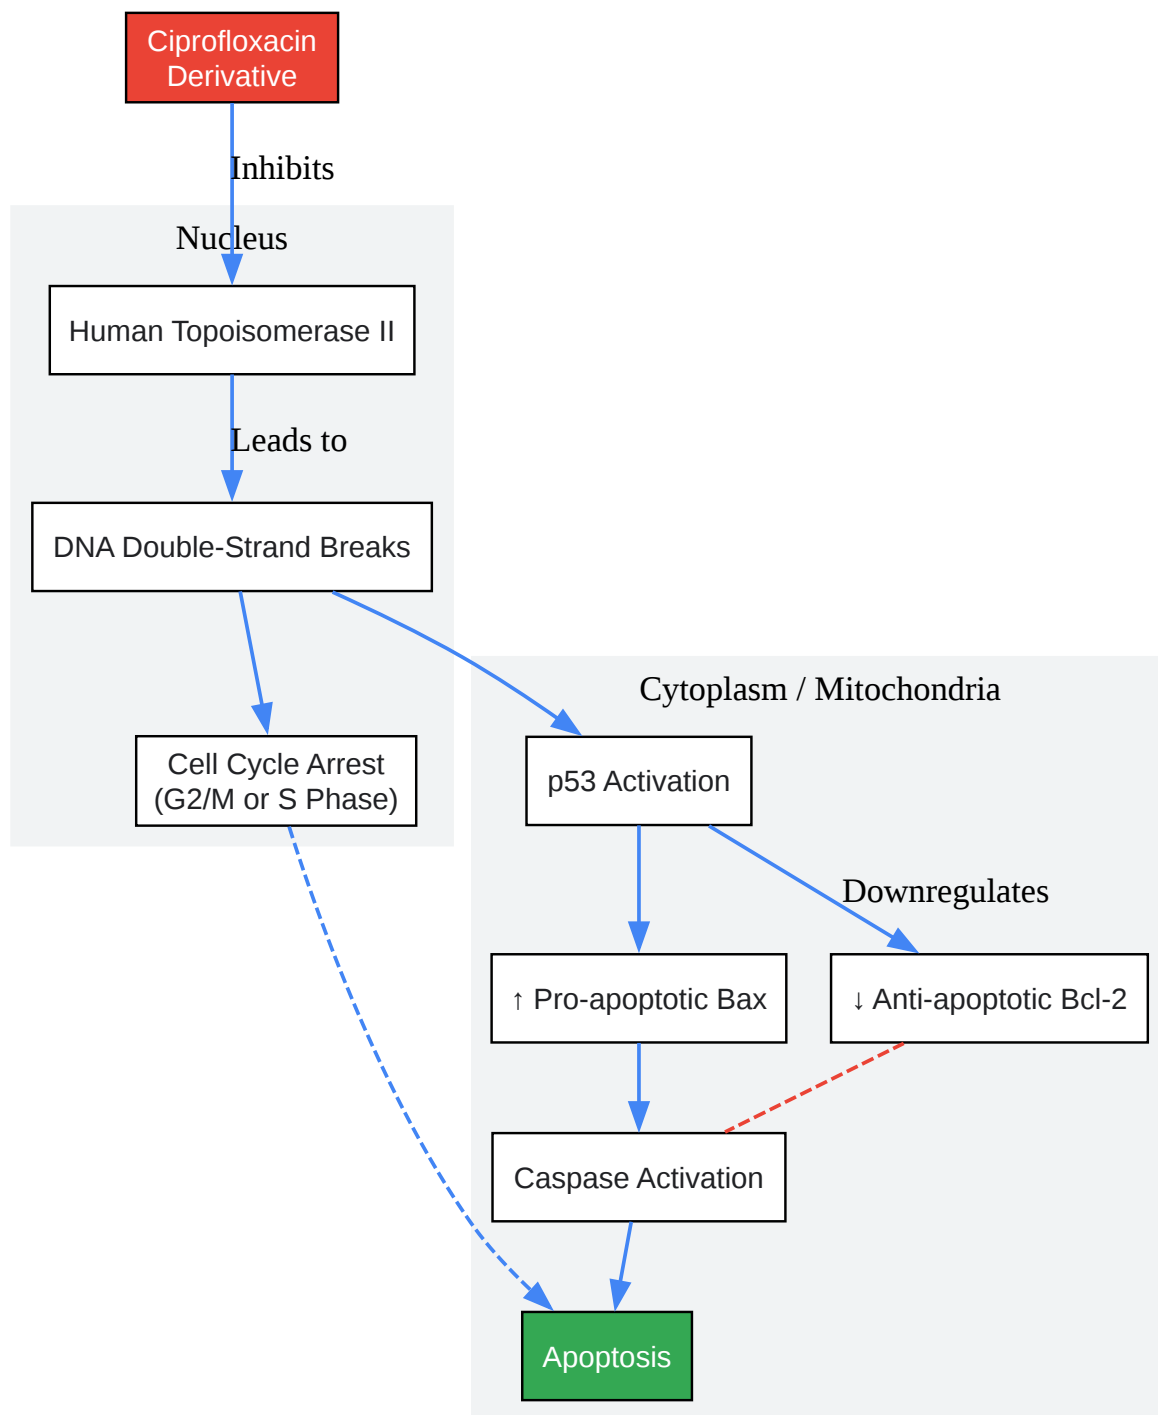 Ciprofloxacin
Derivative
Inhibits
Nucleus
Human Topoisomerase II
Leads to
DNA Double-Strand Breaks
Cytoplasm / Mitochondria
Cell Cycle Arrest
(G2/M or S Phase)
p53 Activation
Downregulates
↑ Pro-apoptotic Bax
↓ Anti-apoptotic Bcl-2
Caspase Activation
Apoptosis